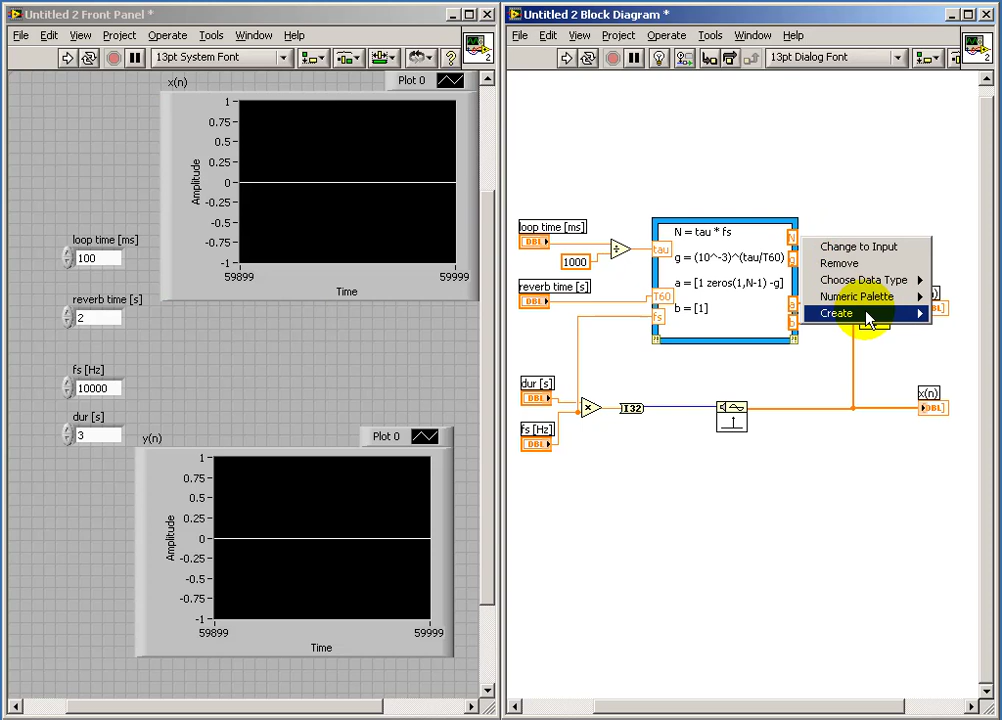 Untitled 2 Front Panel *
File Edit View Project Operate Tools Window Help
13pt System Font
2
x(n)
Plot 0
1
0.75
0.5
0.25
0
-0.25
-0.5
-0.75
-1
Amplitude
59899 59999
Time
loop time [ms]
100
reverb time [s]
2
fs [Hz]
10000
dur [s]
3
y(n)
Plot 0
1
0.75
0.5
0.25
0
-0.25
-0.5
-0.75
-1
Amplitude
59899 59999
Time
Untitled 2 Block Diagram *
File Edit View Project Operate Tools Window Help
13pt Dialog Font
2
loop time [ms]
DBL
1000
reverb time [s]
DBL
tau
T60
fs
N = tau * fs
g = (10^-3)^(tau/T60)
a = [1 zeros(1,N-1) -g]
b = [1]
N
g
a
b
Change to Input
Remove
Choose Data Type
Numeric Palette
Create
dur [s]
DBL
I32
fs [Hz]
DBL
x(n)
DBL]